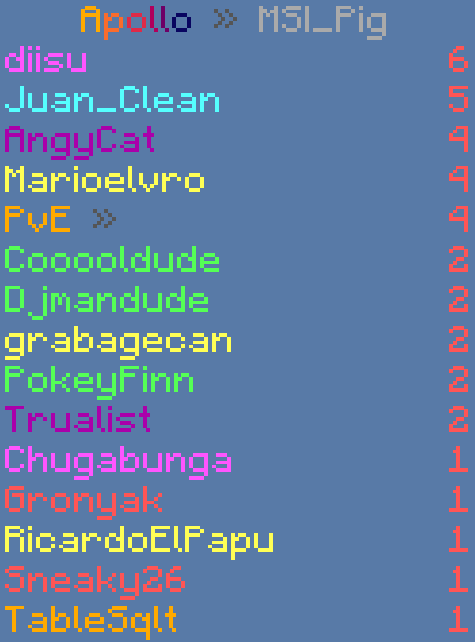 Apollo » MSI_Pig
diisu 6
Juan_Clean 5
AngyCat 4
Marioelvro 4
PvE » 4
Cooooldude 2
Djmandude 2
grabagecan 2
PokeyFinn 2
Trualist 2
Chugabunga 1
Gronyak 1
RicardoElPapu 1
Sneaky26 1
TableSqlt 1